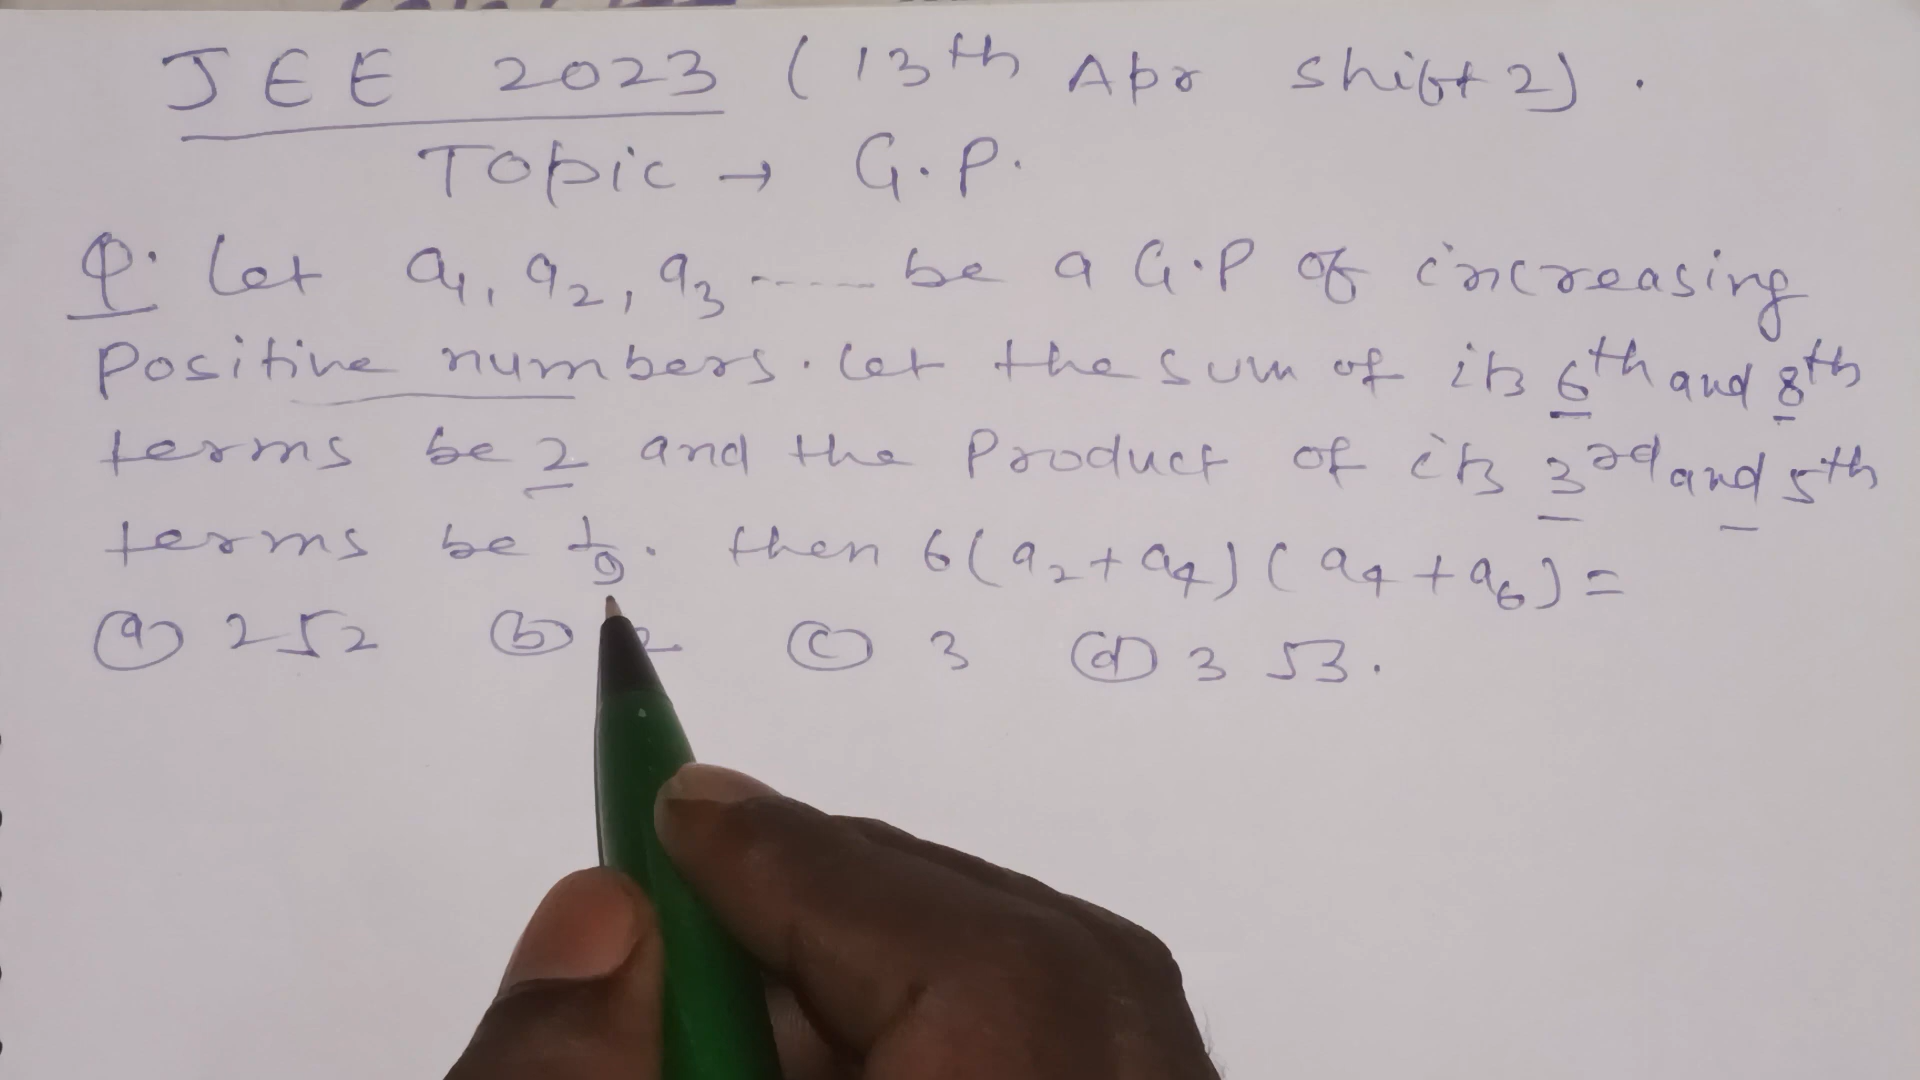 JEE 2023 (13th Apr shift 2).
Topic → G.P.
Q. Let a₁, a₂, a₃ ...... be a G.P of increasing
Positive numbers. Let the sum of its 6th and 8th
terms be 2 and the Product of its 3rd and 5th
terms be 1/9. then 6(a₂+a₄)(a₄+a₆)=
(a) 2√2 (b) 2 (c) 3 (d) 3√3.